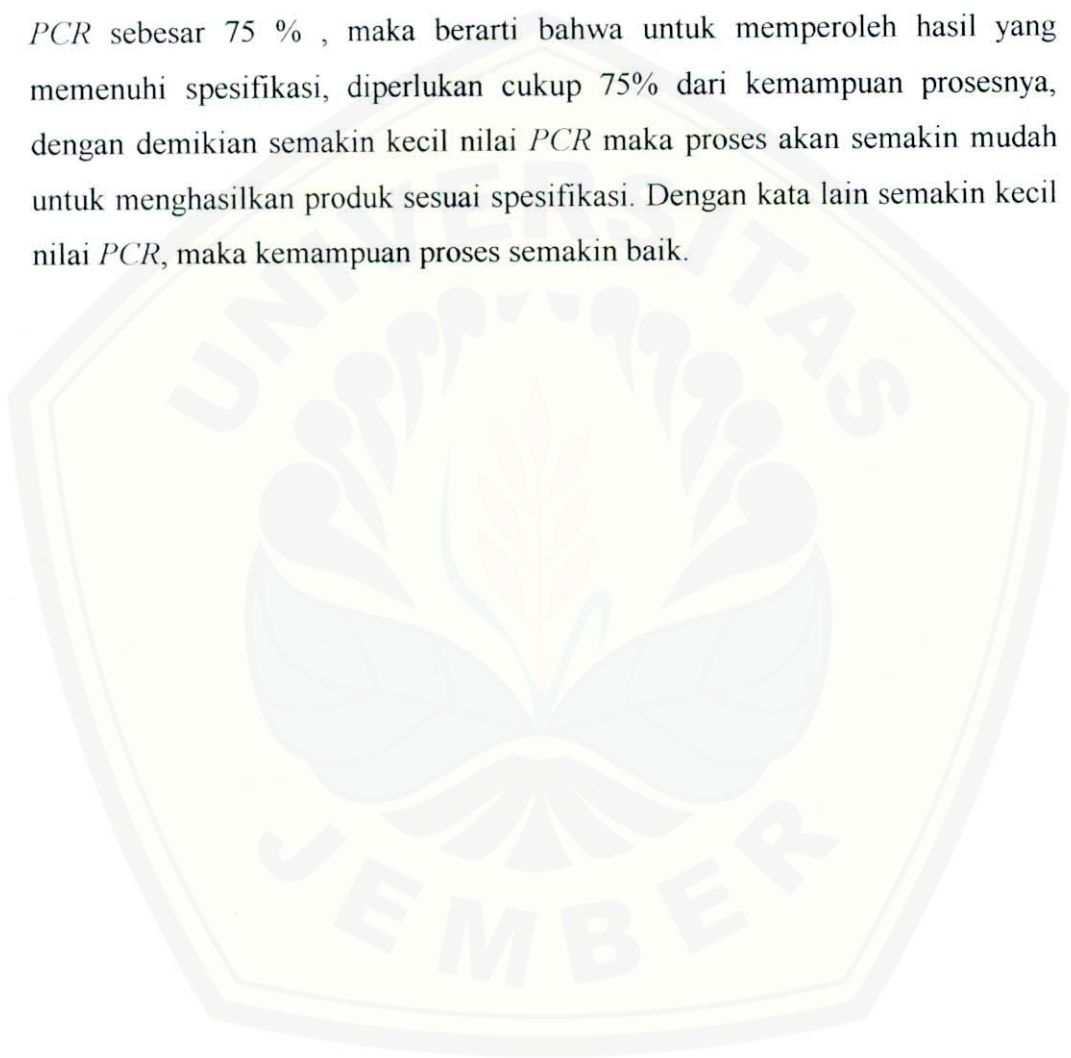 PCR sebesar 75 % , maka berarti bahwa untuk memperoleh hasil yang
memenuhi spesifikasi, diperlukan cukup 75% dari kemampuan prosesnya,
dengan demikian semakin kecil nilai PCR maka proses akan semakin mudah
untuk menghasilkan produk sesuai spesifikasi. Dengan kata lain semakin kecil
nilai PCR, maka kemampuan proses semakin baik.
UNIVERSITAS
JEMBER